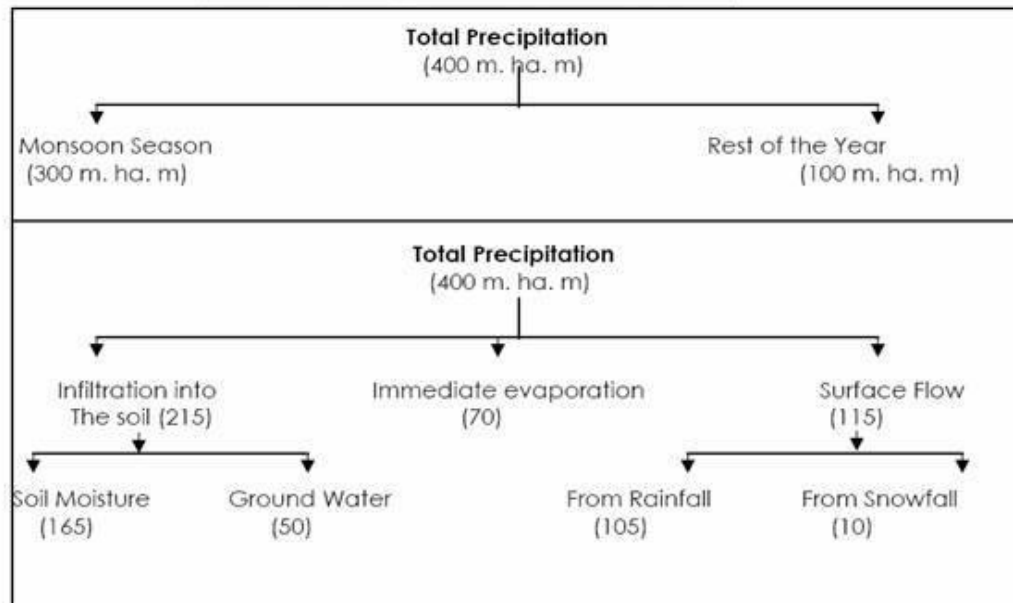 Total Precipitation
(400 m. ha. m)
Monsoon Season
(300 m. ha. m)
Rest of the Year
(100 m. ha. m)
Total Precipitation
(400 m. ha. m)
Infiltration into
The soil (215)
Immediate evaporation
(70)
Surface Flow
(115)
Soil Moisture
(165)
Ground Water
(50)
From Rainfall
(105)
From Snowfall
(10)